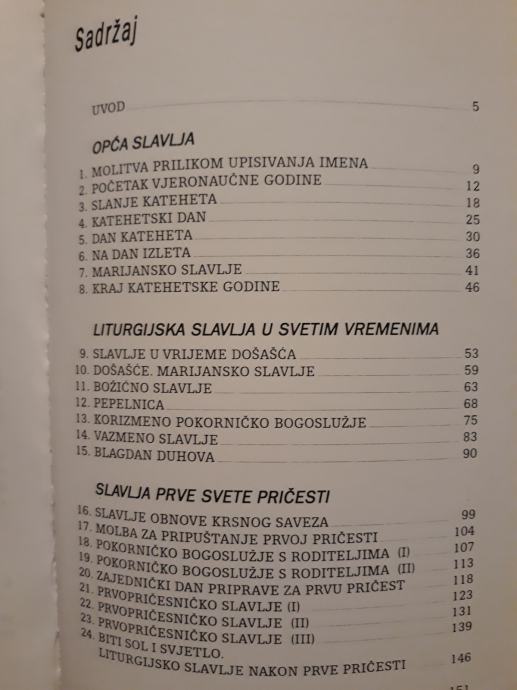 Sadržaj
UVOD 5
OPĆA SLAVLJA
1. MOLITVA PRILIKOM UPISIVANJA IMENA 9
2. POČETAK VJERONAUČNE GODINE 12
3. SLANJE KATEHETA 18
4. KATEHETSKI DAN 25
5. DAN KATEHETA 30
6. NA DAN IZLETA 36
7. MARIJANSKO SLAVLJE 41
8. KRAJ KATEHETSKE GODINE 46
LITURGIJSKA SLAVLJA U SVETIM VREMENIMA
9. SLAVLJE U VRIJEME DOŠAŠĆA 53
10. DOŠAŠĆE. MARIJANSKO SLAVLJE 59
11. BOŽIĆNO SLAVLJE 63
12. PEPELNICA 68
13. KORIZMENO POKORNIČKO BOGOSLUŽJE 75
14. VAZMENO SLAVLJE 83
15. BLAGDAN DUHOVA 90
SLAVLJA PRVE SVETE PRIČESTI
16. SLAVLJE OBNOVE KRSNOG SAVEZA 99
17. MOLBA ZA PRIPUŠTANJE PRVOJ PRIČESTI 104
18. POKORNIČKO BOGOSLUŽJE S RODITELJIMA (I) 107
19. POKORNIČKO BOGOSLUŽJE S RODITELJIMA (II) 113
20. ZAJEDNIČKI DAN PRIPRAVE ZA PRVU PRIČEST 118
21. PRVOPRIČESNIČKO SLAVLJE (I) 123
22. PRVOPRIČESNIČKO SLAVLJE (II) 131
23. PRVOPRIČESNIČKO SLAVLJE (III) 139
24. BITI SOL I SVJETLO.
LITURGIJSKO SLAVLJE NAKON PRVE PRIČESTI 146